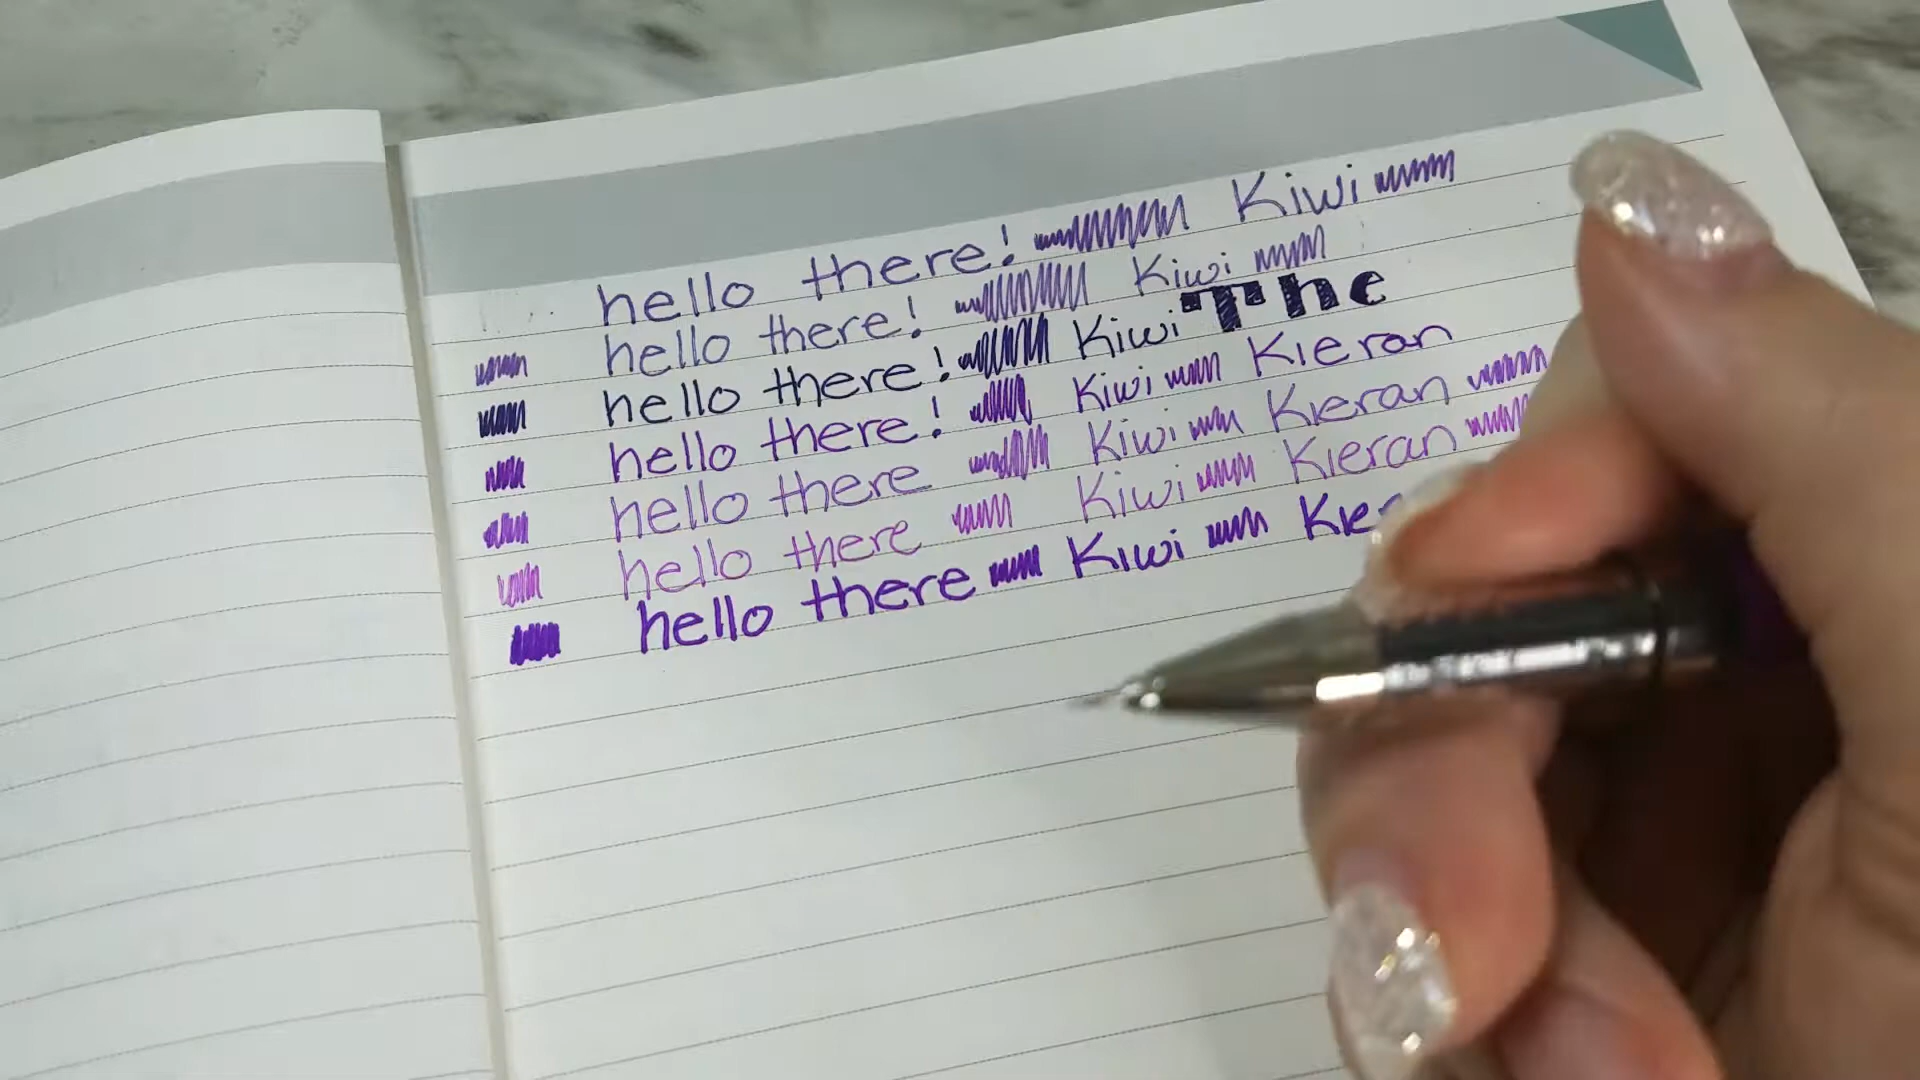 hello there! Kiwi
hello there! Kiwi
hello there! Kiwi The
hello there! Kiwi Kieran
hello there Kiwi Kieran
hello there Kiwi Kieran
hello there Kiwi Kier